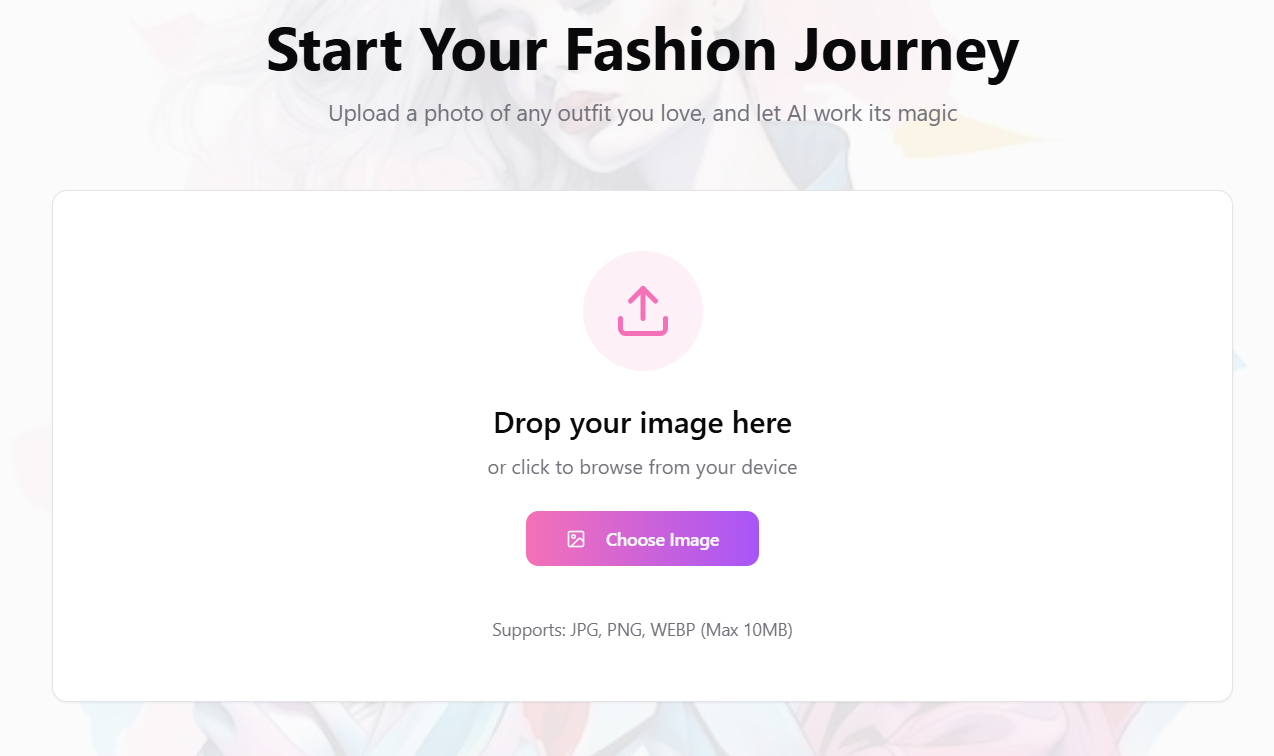 Start Your Fashion Journey
Upload a photo of any outfit you love, and let AI work its magic
Drop your image here
or click to browse from your device
Choose Image
Supports: JPG, PNG, WEBP (Max 10MB)